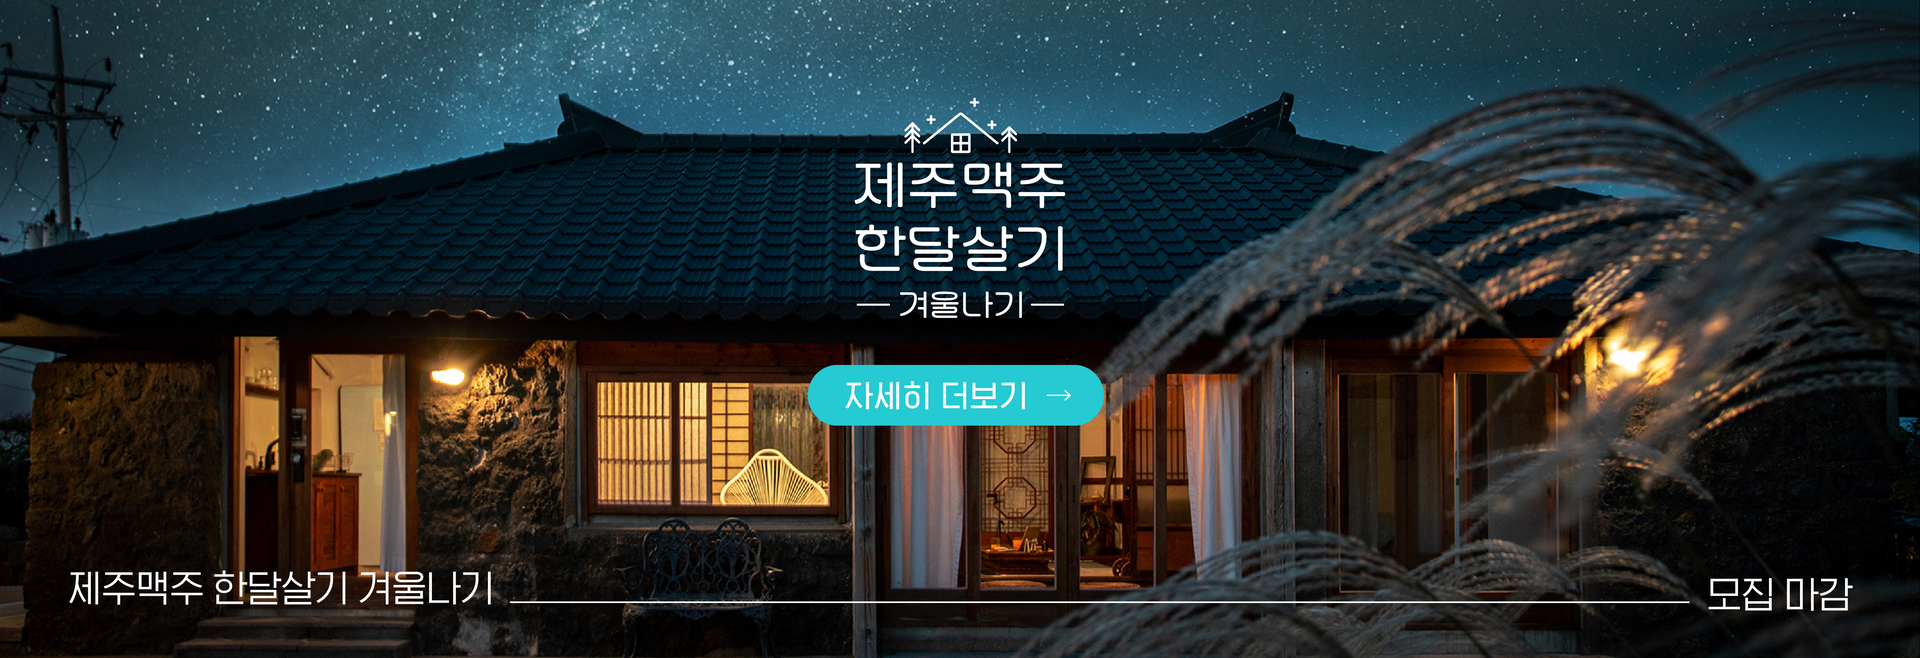 제주맥주
한달살기
겨울나기
자세히 더보기 →
제주맥주 한달살기 겨울나기
모집 마감